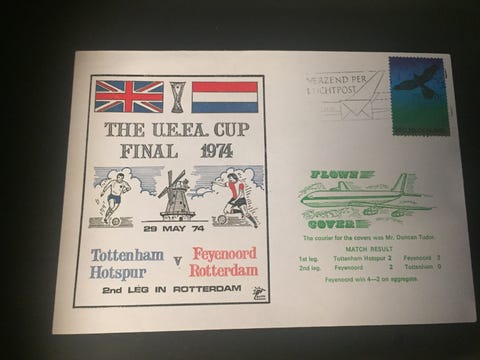 THE U.E.F.A. CUP
FINAL 1974
29 MAY 74
Tottenham
Hotspur
v
Feyenoord
Rotterdam
2nd LEG IN ROTTERDAM
VERZEND PER
LUCHTPOST
FLOWN
COVER
The courier for the covers was Mr. Duncan Tudor.
MATCH RESULT
1st leg. Tottenham Hotspur 2 Feyenoord 2
2nd leg. Feyenoord 2 Tottenham 0
Feyenoord win 4—2 on aggregate.